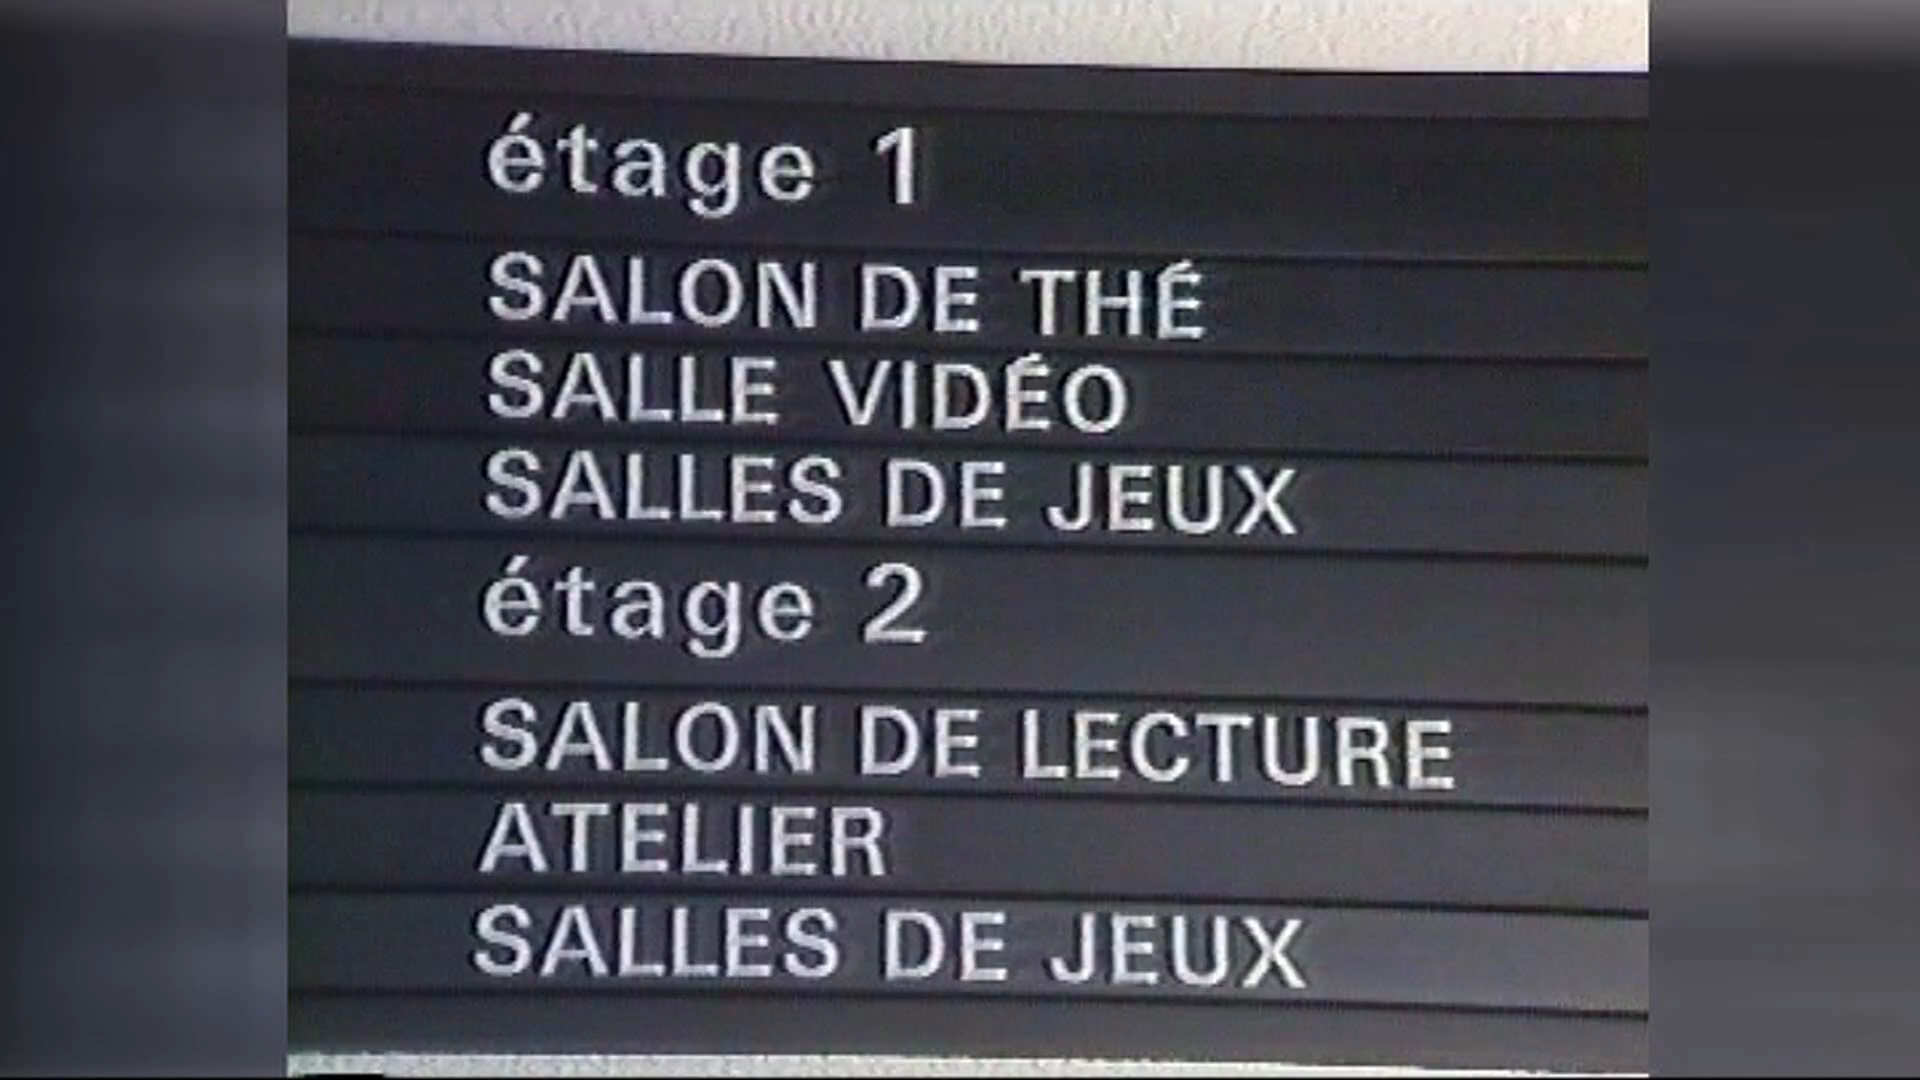 étage 1
SALON DE THÉ
SALLE VIDÉO
SALLES DE JEUX
étage 2
SALON DE LECTURE
ATELIER
SALLES DE JEUX